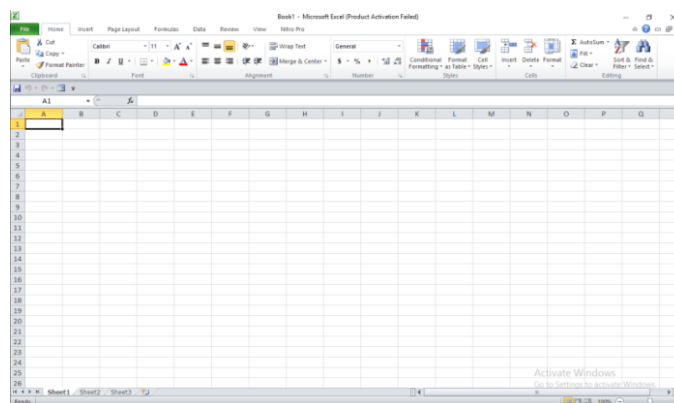 Book1 - Microsoft Excel (Product Activation Failed)
File Home Insert Page Layout Formulas Data Review View Nitro Pro
Cut
Copy
Format Painter
Paste
Clipboard
Calibri 11 A A
B I U A
Font
Wrap Text
Merge & Center
Alignment
General
$ % ,
Number
Conditional Formatting
Format as Table
Cell Styles
Styles
Insert Delete Format
Cells
Σ AutoSum
Fill
Clear
Sort & Filter
Find & Select
Editing
A1 fx
A B C D E F G H I J K L M N O P Q
1
2
3
4
5
6
7
8
9
10
11
12
13
14
15
16
17
18
19
20
21
22
23
24
25
26
Activate Windows
Go to Settings to activate Windows.
Sheet1 Sheet2 Sheet3
Ready 100%